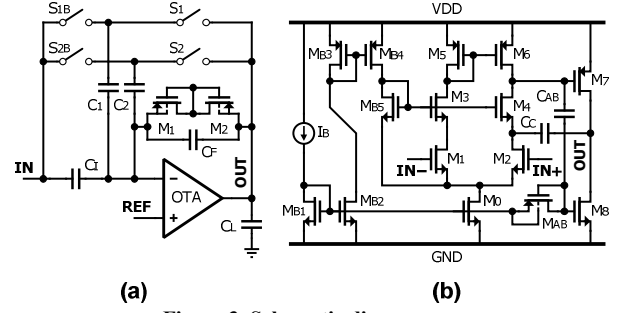 S1B
S1
S2B
S2
C1
C2
M1
M2
CF
IN
CI
OTA
REF
OUT
CL
(a)
VDD
MB3
MB4
M5
M6
M7
MB5
M3
M4
CAB
CC
IB
M1
M2
IN−
IN+
OUT
MB1
MB2
M0
MAB
M8
GND
(b)